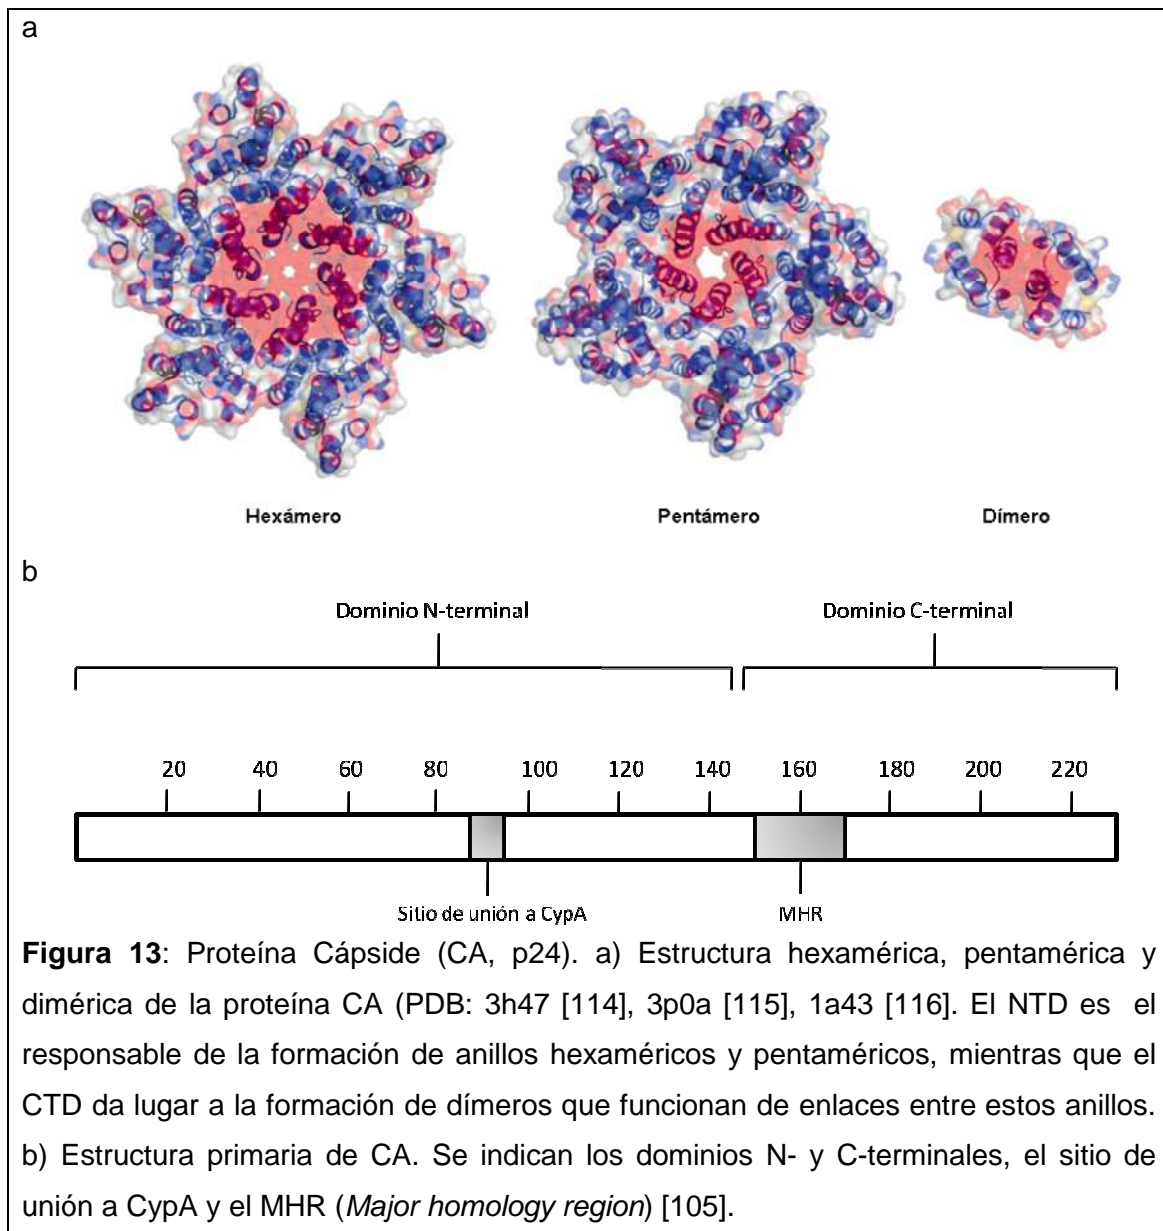 a
Hexámero Pentámero Dímero
b
Dominio N-terminal Dominio C-terminal
20 40 60 80 100 120 140 160 180 200 220
Sitio de unión a CypA MHR
Figura 13: Proteína Cápside (CA, p24). a) Estructura hexamérica, pentamérica y
dimérica de la proteína CA (PDB: 3h47 [114], 3p0a [115], 1a43 [116]. El NTD es el
responsable de la formación de anillos hexaméricos y pentaméricos, mientras que el
CTD da lugar a la formación de dímeros que funcionan de enlaces entre estos anillos.
b) Estructura primaria de CA. Se indican los dominios N- y C-terminales, el sitio de
unión a CypA y el MHR (Major homology region) [105].